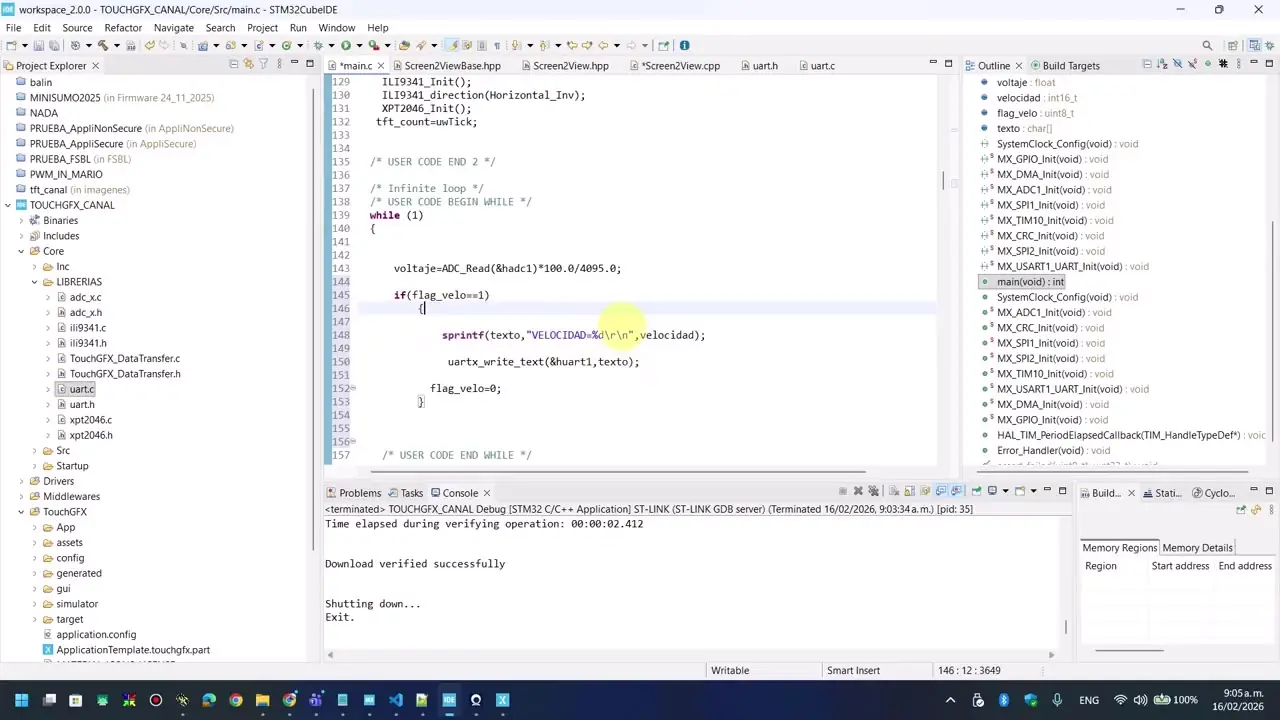 workspace_2.0.0 - TOUCHGFX_CANAL/Core/Src/main.c - STM32CubeIDE
File Edit Source Refactor Navigate Search Project Run Window Help
Project Explorer
balin
MINISUMO2025 (in Firmware 24_11_2025)
NADA
PRUEBA_AppliNonSecure (in AppliNonSecure)
PRUEBA_AppliSecure (in AppliSecure)
PRUEBA_FSBL (in FSBL)
PWM_IN_MARIO
tft_canal (in imagenes)
TOUCHGFX_CANAL
Binaries
Includes
Core
Inc
LIBRERIAS
adc_x.c
adc_x.h
ili9341.c
ili9341.h
TouchGFX_DataTransfer.c
TouchGFX_DataTransfer.h
uart.c
uart.h
xpt2046.c
xpt2046.h
Src
Startup
Drivers
Middlewares
TouchGFX
App
assets
config
generated
gui
simulator
target
application.config
ApplicationTemplate.touchgfx.part
*main.c Screen2ViewBase.hpp Screen2View.hpp *Screen2View.cpp uart.h uart.c
129 ILI9341_Init();
130 ILI9341_direction(Horizontal_Inv);
131 XPT2046_Init();
132 tft_count=uwTick;
133
134
135 /* USER CODE END 2 */
136
137 /* Infinite loop */
138 /* USER CODE BEGIN WHILE */
139 while (1)
140 {
141
142
143 voltaje=ADC_Read(&hadc1)*100.0/4095.0;
144
145 if(flag_velo==1)
146 {
147
148 sprintf(texto,"VELOCIDAD=%d\r\n",velocidad);
149
150 uartx_write_text(&huart1,texto);
151
152 flag_velo=0;
153 }
154
155
156
157 /* USER CODE END WHILE */
Outline Build Targets
voltaje : float
velocidad : int16_t
flag_velo : uint8_t
texto : char[]
SystemClock_Config(void) : void
MX_GPIO_Init(void) : void
MX_DMA_Init(void) : void
MX_ADC1_Init(void) : void
MX_SPI1_Init(void) : void
MX_TIM10_Init(void) : void
MX_CRC_Init(void) : void
MX_SPI2_Init(void) : void
MX_USART1_UART_Init(void) : void
main(void) : int
SystemClock_Config(void) : void
MX_ADC1_Init(void) : void
MX_CRC_Init(void) : void
MX_SPI1_Init(void) : void
MX_SPI2_Init(void) : void
MX_TIM10_Init(void) : void
MX_USART1_UART_Init(void) : void
MX_DMA_Init(void) : void
MX_GPIO_Init(void) : void
HAL_TIM_PeriodElapsedCallback(TIM_HandleTypeDef*) : voic
Error_Handler(void) : void
Problems Tasks Console
<terminated> TOUCHGFX_CANAL Debug [STM32 C/C++ Application] ST-LINK (ST-LINK GDB server) (Terminated 16/02/2026, 9:03:34 a. m.) [pid: 35]
Time elapsed during verifying operation: 00:00:02.412
Download verified successfully
Shutting down...
Exit.
Build... Stati... Cyclo...
Memory Regions Memory Details
Region Start address End address
Writable Smart Insert 146 : 12 : 3649
ENG 100% 9:05 a. m.
16/02/2026